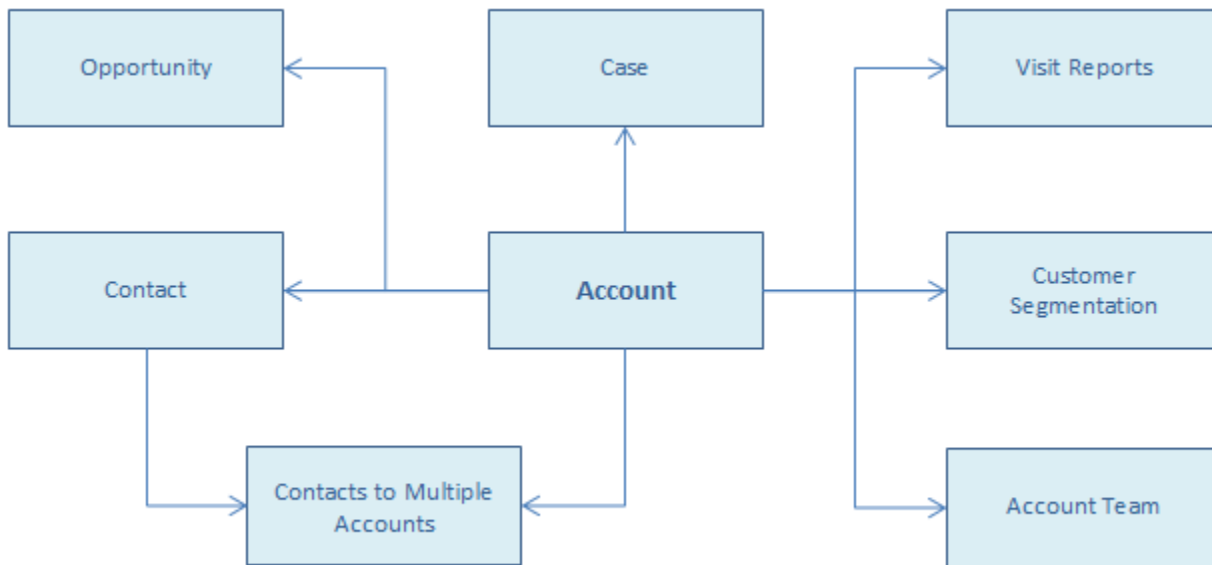 Opportunity
Case
Visit Reports
Contact
Account
Customer
Segmentation
Contacts to Multiple
Accounts
Account Team